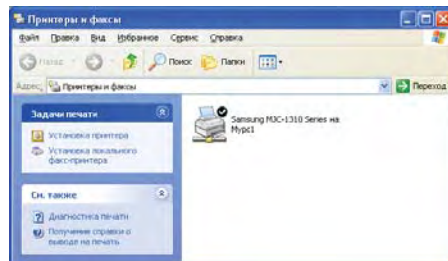 Принтеры и факсы
Файл Правка Вид Избранное Сервис Справка
Назад Поиск Папки
Адрес: Принтеры и факсы Переход
Задачи печати
Установка принтера
Установка локального
факс-принтера
См. также
Диагностика печати
Получение справки о
выводе на печать
Samsung MJC-1310 Series на
Mypc1